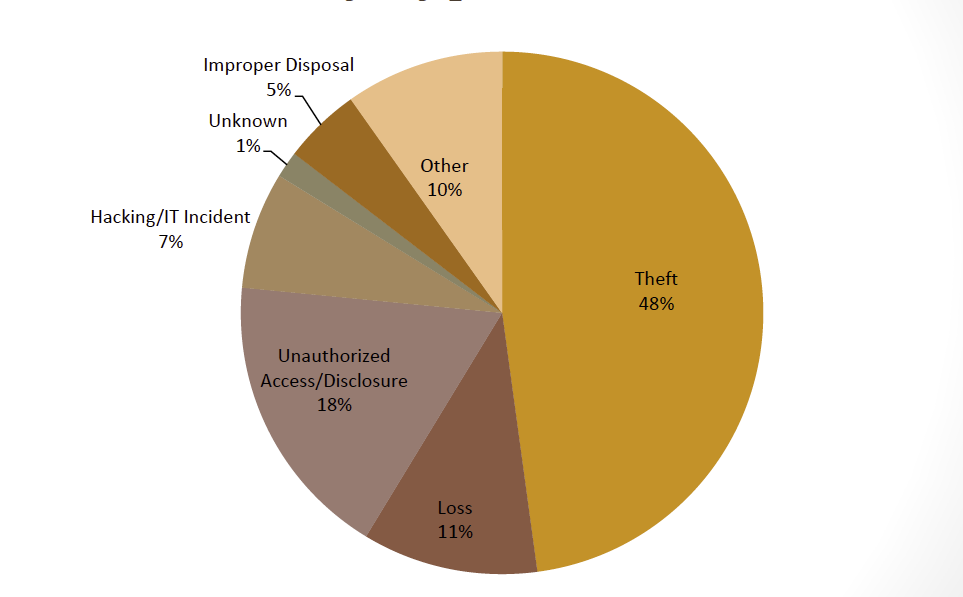 Improper Disposal
5%
Unknown
1%
Other
10%
Hacking/IT Incident
7%
Theft
48%
Unauthorized
Access/Disclosure
18%
Loss
11%